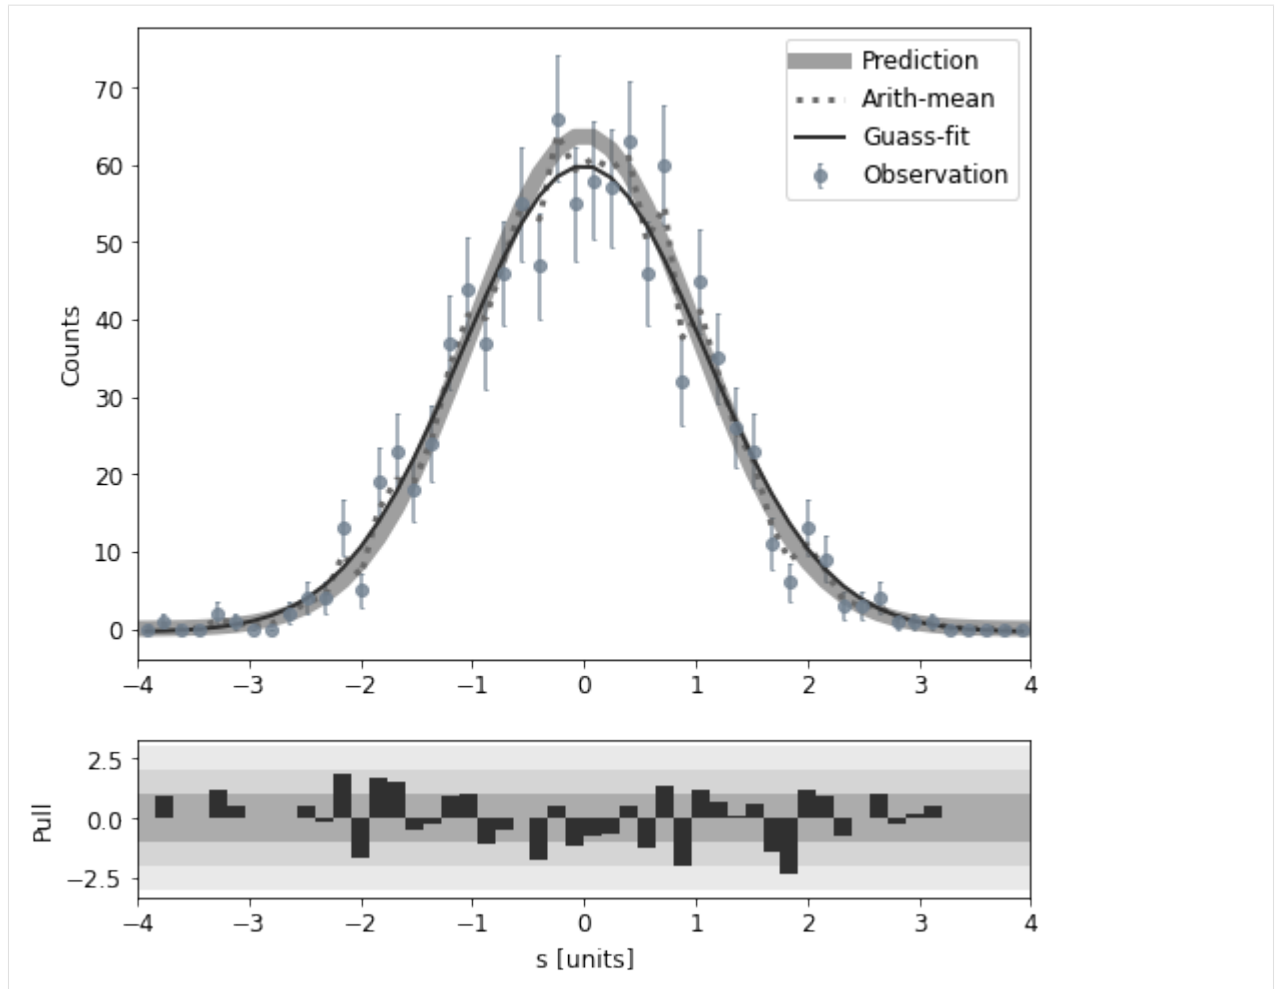 Prediction
Arith-mean
Guass-fit
Observation
70
60
50
40
30
20
10
0
Counts
−4 −3 −2 −1 0 1 2 3 4
2.5
0.0
−2.5
Pull
−4 −3 −2 −1 0 1 2 3 4
s [units]